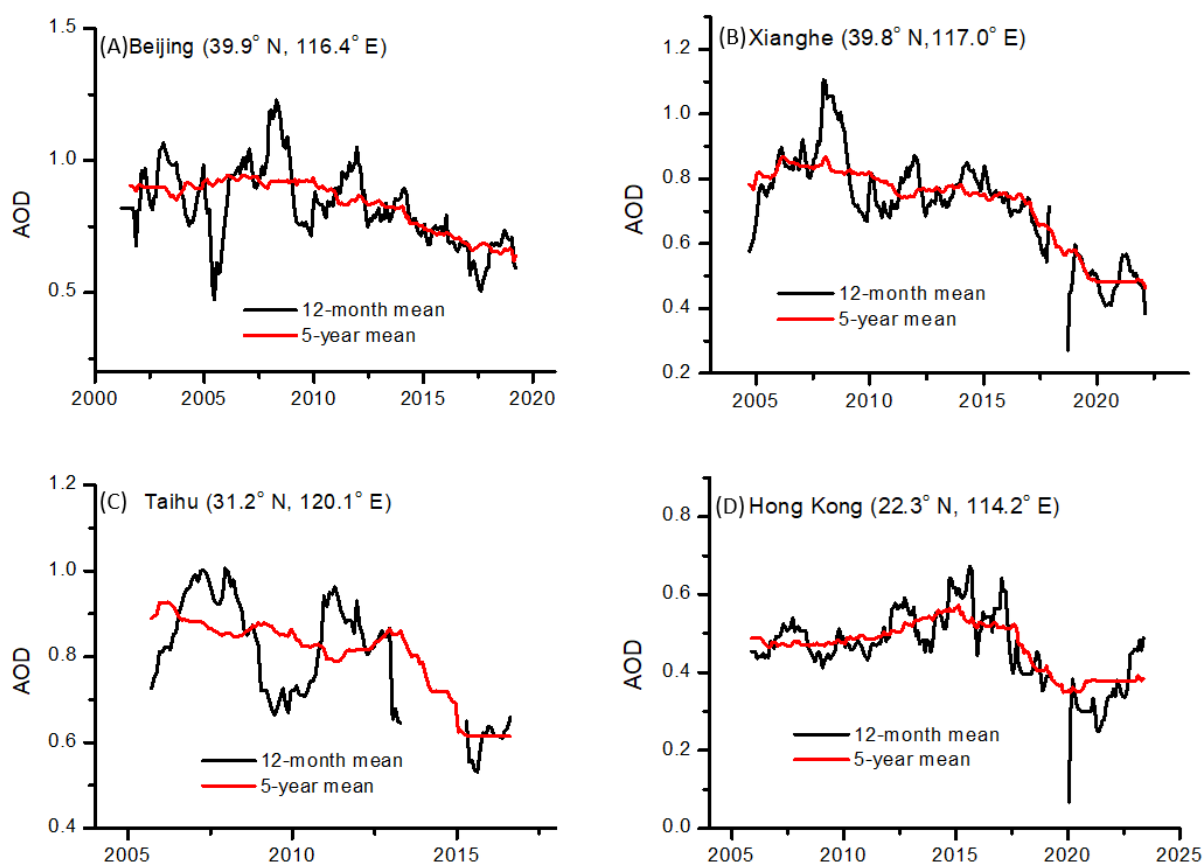 (A) Beijing (39.9° N, 116.4° E)
1.5
1.0
0.5
AOD
12-month mean
5-year mean
2000 2005 2010 2015 2020
(B) Xianghe (39.8° N,117.0° E)
1.2
1.0
0.8
0.6
0.4
0.2
AOD
12-month mean
5-year mean
2005 2010 2015 2020
(C) Taihu (31.2° N, 120.1° E)
1.2
1.0
0.8
0.6
0.4
AOD
12-month mean
5-year mean
2005 2010 2015
(D) Hong Kong (22.3° N, 114.2° E)
0.8
0.6
0.4
0.2
0.0
AOD
12-month mean
5-year mean
2005 2010 2015 2020 2025